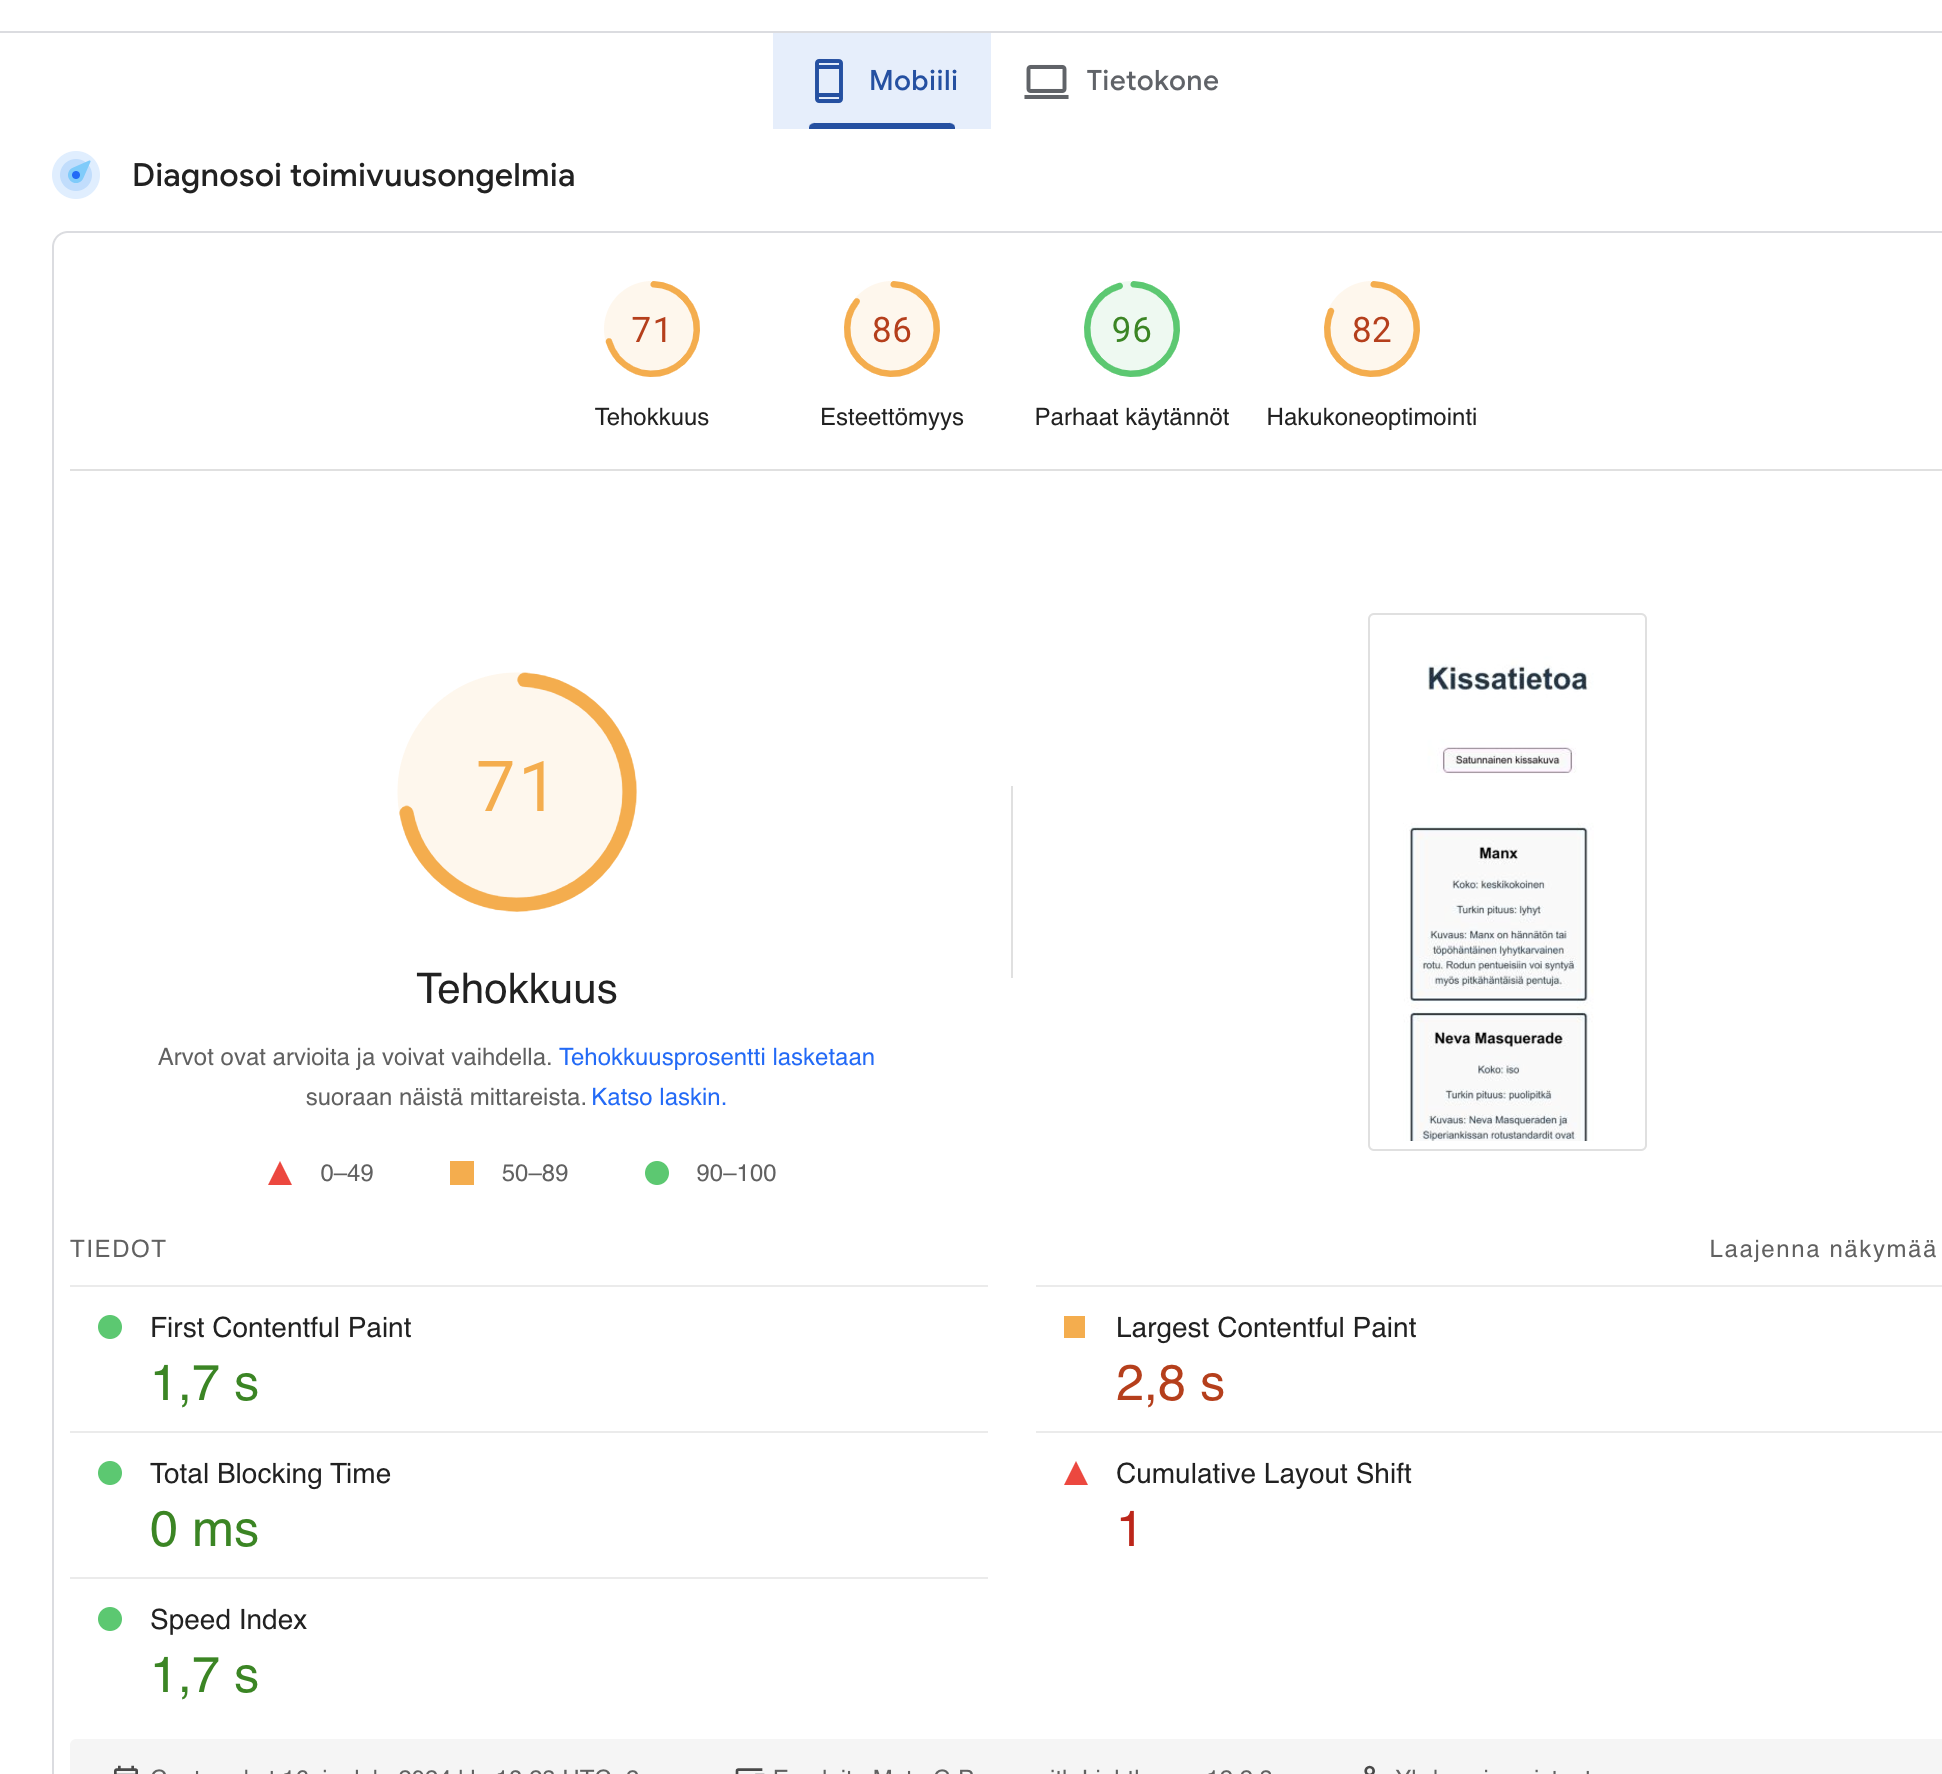 Mobiili
Tietokone
Diagnosoi toimivuusongelmia
71
86
96
82
Tehokkuus
Esteettömyys
Parhaat käytännöt
Hakukoneoptimointi
71
Tehokkuus
Arvot ovat arvioita ja voivat vaihdella. Tehokkuusprosentti lasketaan
suoraan näistä mittareista. Katso laskin.
0–49
50–89
90–100
Kissatietoa
Satunnainen kissakuva
Manx
Koko: keskikokoinen
Turkin pituus: lyhyt
Kuvaus: Manx on hännätön tai
töpöhäntäinen lyhytkarvainen
rotu. Rodun pentueisiin voi syntyä
myös pitkähäntäisiä pentuja.
Neva Masquerade
Koko: iso
Turkin pituus: puolipitkä
Kuvaus: Neva Masqueraden ja
Siperiankissan rotustandardit ovat
TIEDOT
Laajenna näkymää
First Contentful Paint
1,7 s
Largest Contentful Paint
2,8 s
Total Blocking Time
0 ms
Cumulative Layout Shift
1
Speed Index
1,7 s